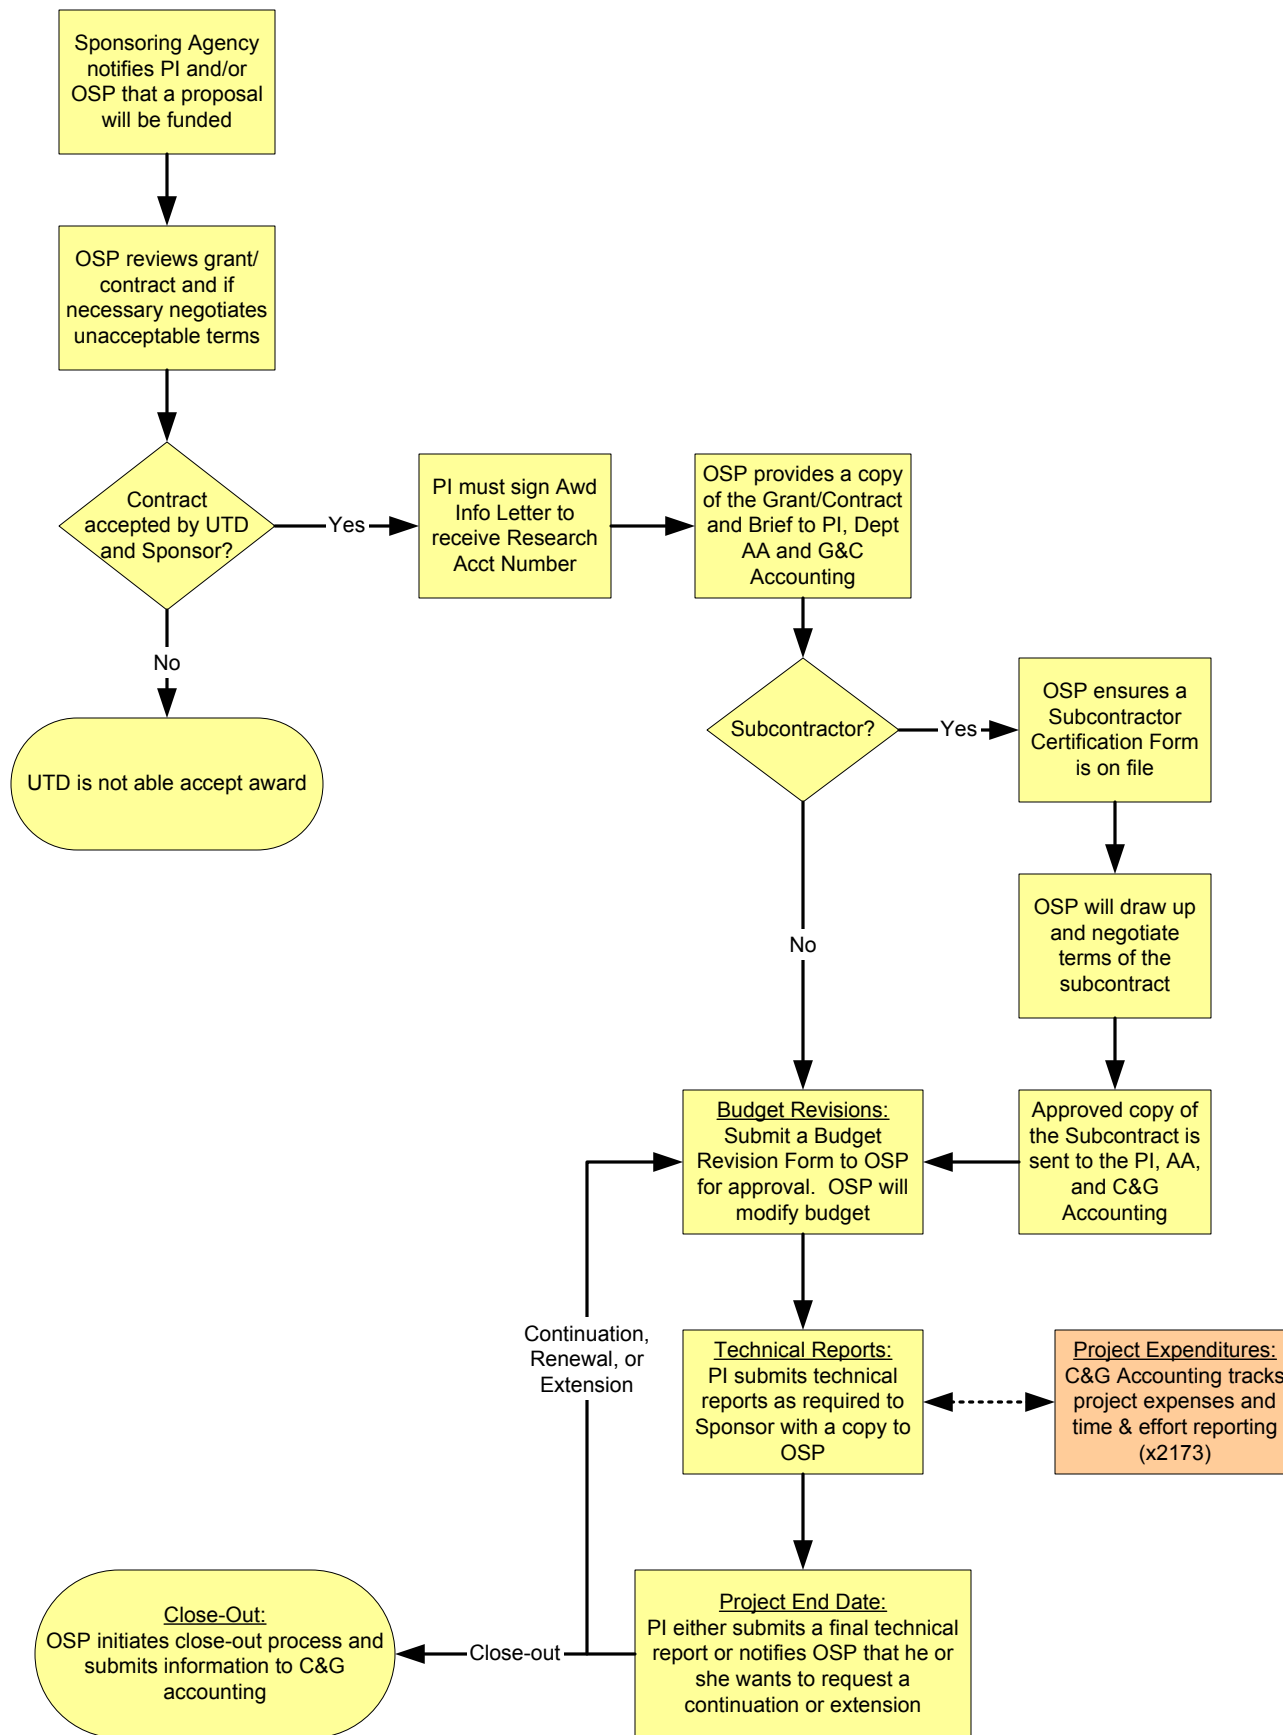 Sponsoring Agency
notifies PI and/or
OSP that a proposal
will be funded
OSP reviews grant/
contract and if
necessary negotiates
unacceptable terms
Contract
accepted by UTD
and Sponsor?
Yes
No
UTD is not able accept award
PI must sign Awd
Info Letter to
receive Research
Acct Number
OSP provides a copy
of the Grant/Contract
and Brief to PI, Dept
AA and G&C
Accounting
Subcontractor?
Yes
No
OSP ensures a
Subcontractor
Certification Form
is on file
OSP will draw up
and negotiate
terms of the
subcontract
Approved copy of
the Subcontract is
sent to the PI, AA,
and C&G
Accounting
Budget Revisions:
Submit a Budget
Revision Form to OSP
for approval.  OSP will
modify budget
Technical Reports:
PI submits technical
reports as required to
Sponsor with a copy to
OSP
Project Expenditures:
C&G Accounting tracks
project expenses and
time & effort reporting
(x2173)
Continuation,
Renewal, or
Extension
Project End Date:
PI either submits a final technical
report or notifies OSP that he or
she wants to request a
continuation or extension
Close-out
Close-Out:
OSP initiates close-out process and
submits information to C&G
accounting